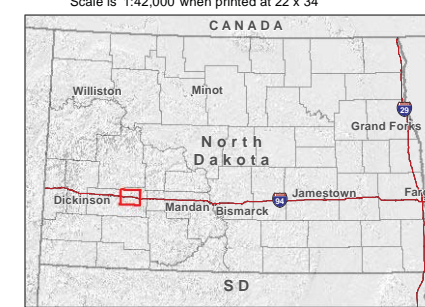 Scale is 1:42,000 when printed at 22 x 34
CANADA
Williston
Minot
29
Grand Forks
North
Dakota
Dickinson
Mandan
Bismarck
94
Jamestown
Far
SD